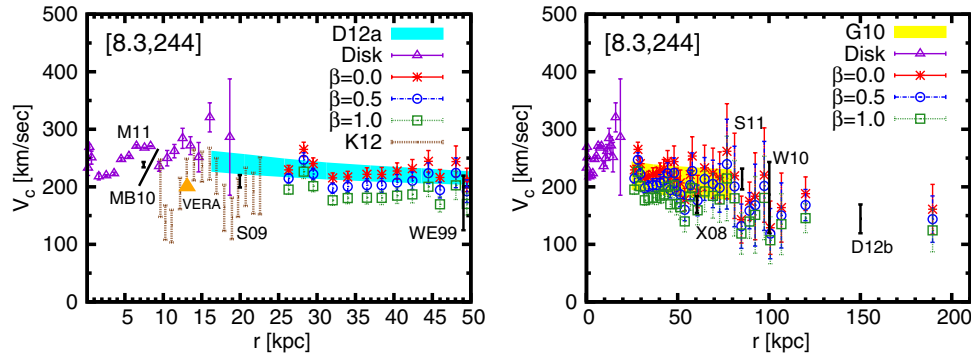 [8.3,244]
D12a
Disk
β=0.0
β=0.5
β=1.0
K12
M11
MB10
VERA
S09
WE99
500
400
300
200
100
0
Vc [km/sec]
0 5 10 15 20 25 30 35 40 45 50
r [kpc]
[8.3,244]
G10
Disk
β=0.0
β=0.5
β=1.0
S11
W10
X08
D12b
500
400
300
200
100
0
Vc [km/sec]
0 50 100 150 200
r [kpc]